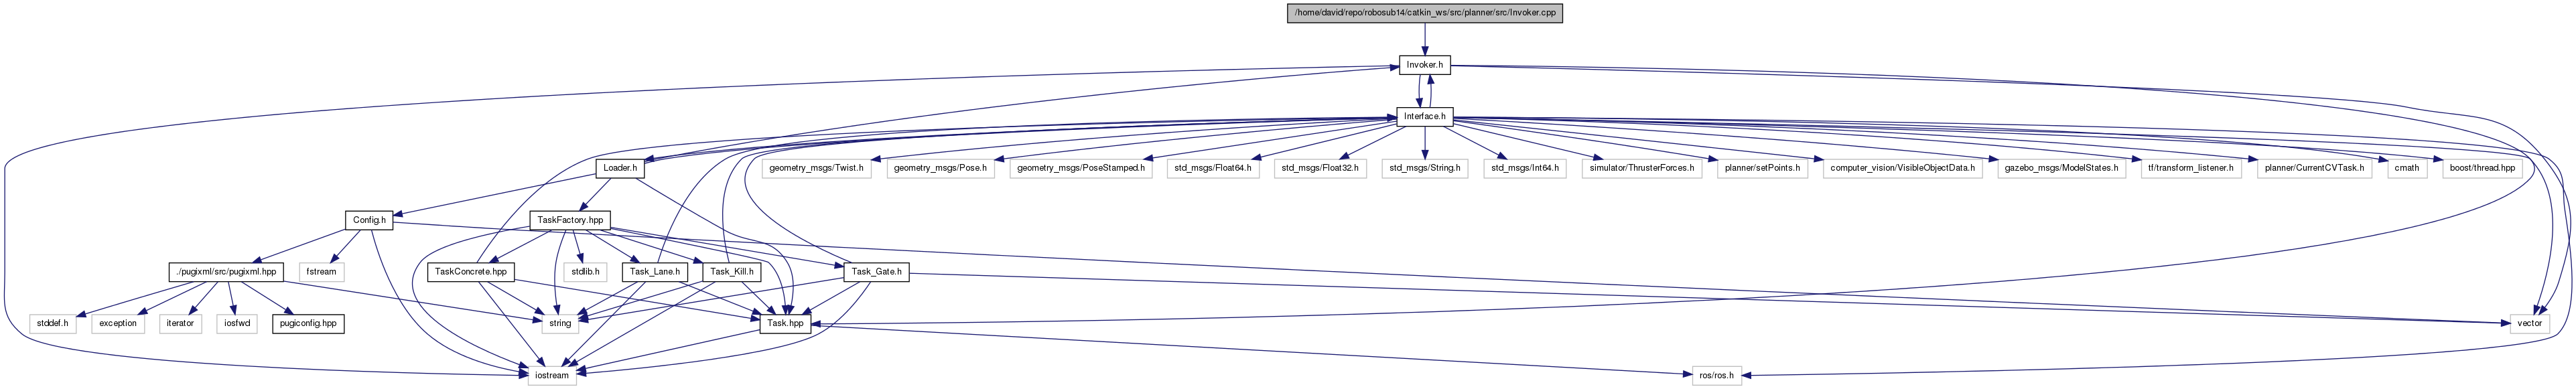 /home/david/repo/robosub14/catkin_ws/src/planner/src/Invoker.cpp
Invoker.h
Interface.h
Loader.h
geometry_msgs/Twist.h
geometry_msgs/Pose.h
geometry_msgs/PoseStamped.h
std_msgs/Float64.h
std_msgs/Float32.h
std_msgs/String.h
std_msgs/Int64.h
simulator/ThrusterForces.h
planner/setPoints.h
computer_vision/VisibleObjectData.h
gazebo_msgs/ModelStates.h
tf/transform_listener.h
planner/CurrentCVTask.h
cmath
boost/thread.hpp
Config.h
TaskFactory.hpp
./pugixml/src/pugixml.hpp
fstream
TaskConcrete.hpp
stdlib.h
Task_Lane.h
Task_Kill.h
Task_Gate.h
stddef.h
exception
iterator
iosfwd
pugiconfig.hpp
string
Task.hpp
vector
iostream
ros/ros.h